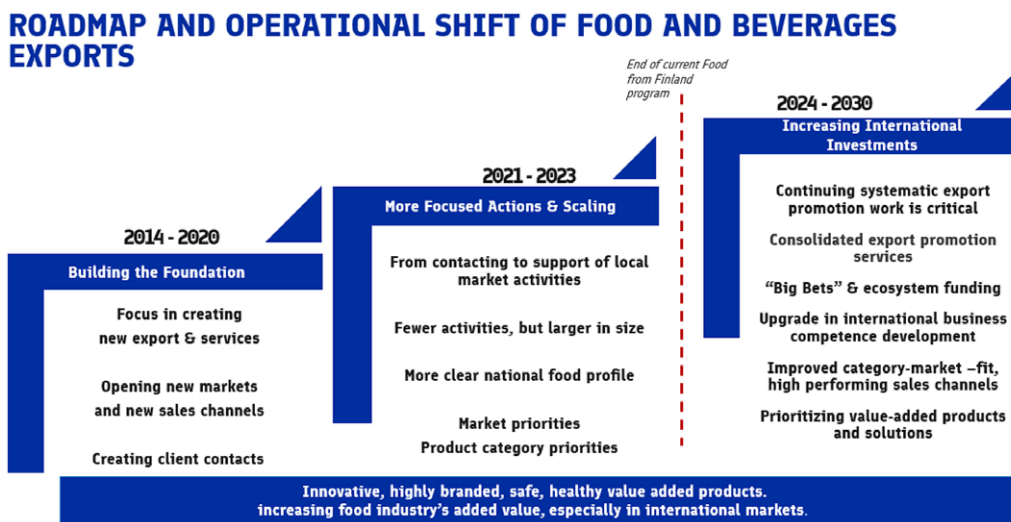 ROADMAP AND OPERATIONAL SHIFT OF FOOD AND BEVERAGES
EXPORTS
End of current Food
from Finland
program
2014 - 2020
Building the Foundation
Focus in creating
new export & services
Opening new markets
and new sales channels
Creating client contacts
2021 - 2023
More Focused Actions & Scaling
From contacting to support of local
market activities
Fewer activities, but larger in size
More clear national food profile
Market priorities
Product category priorities
2024 - 2030
Increasing International
Investments
Continuing systematic export
promotion work is critical
Consolidated export promotion
services
“Big Bets” & ecosystem funding
Upgrade in international business
competence development
Improved category-market –fit,
high performing sales channels
Prioritizing value-added products
and solutions
Innovative, highly branded, safe, healthy value added products.
increasing food industry’s added value, especially in international markets.